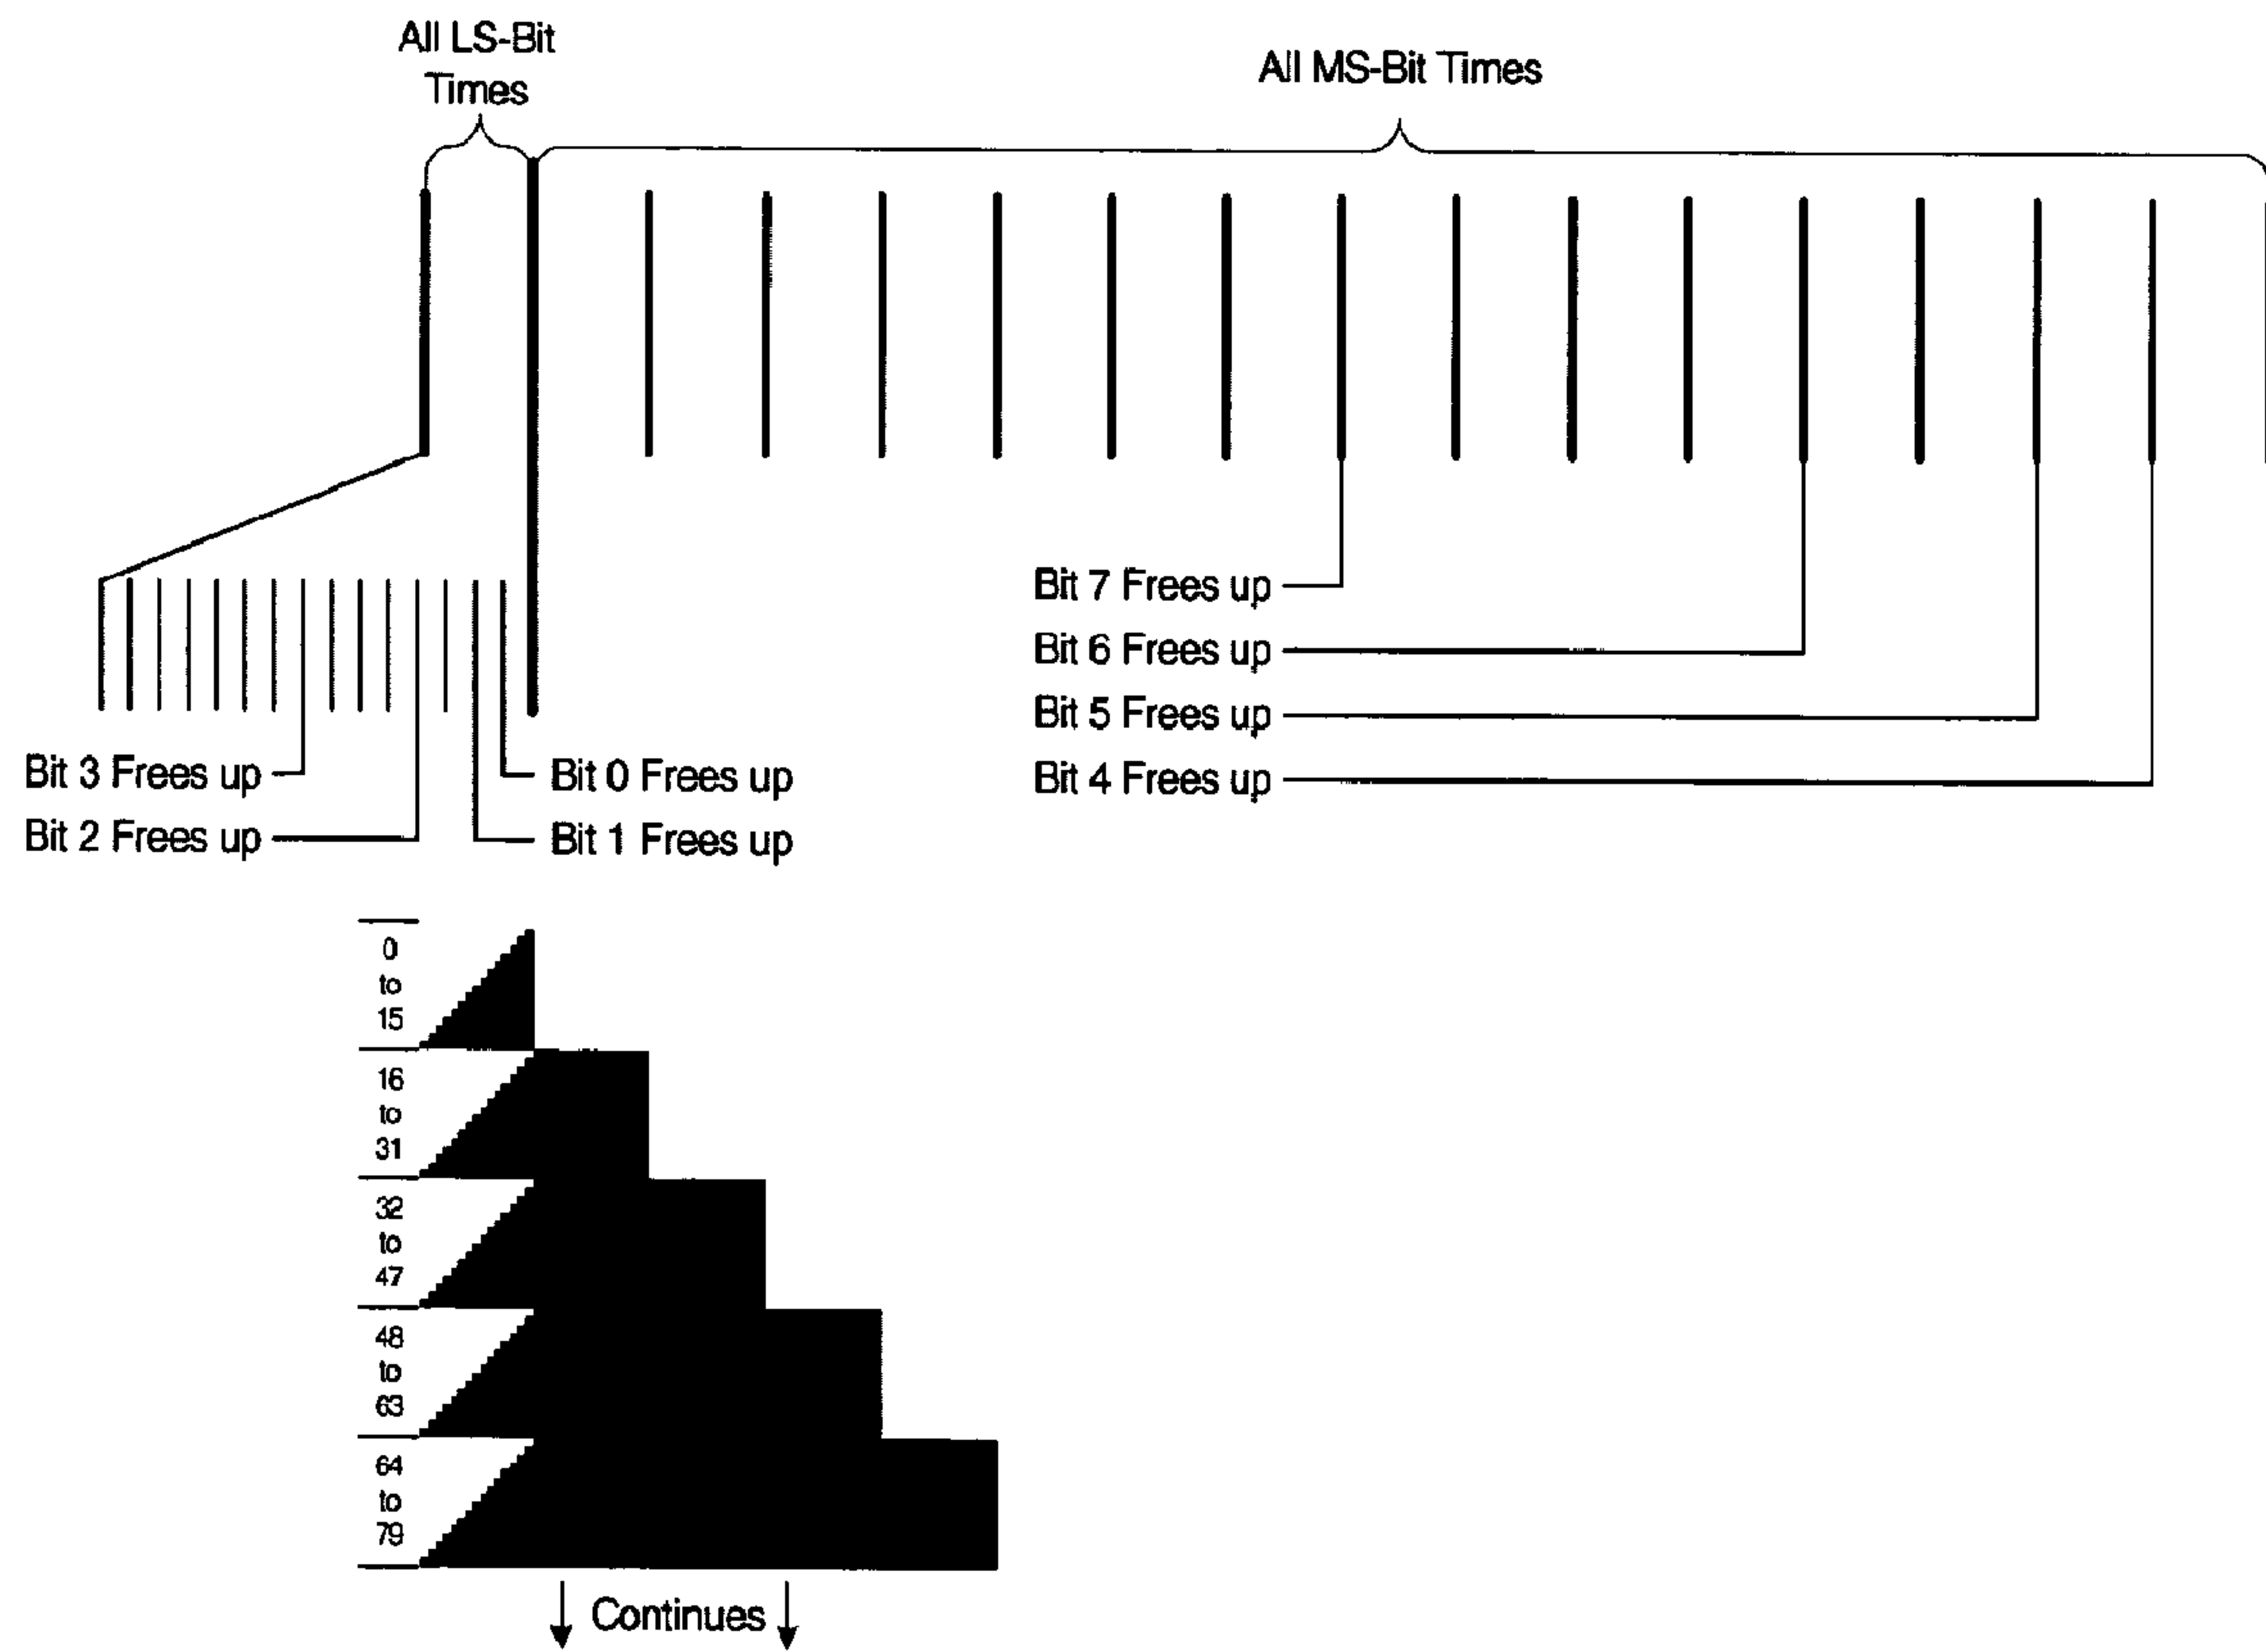 All LS-Bit
Times
All MS-Bit Times
Bit 7 Frees up
Bit 6 Frees up
Bit 5 Frees up
Bit 4 Frees up
Bit 3 Frees up
Bit 0 Frees up
Bit 2 Frees up
Bit 1 Frees up
0
to
15
16
to
31
32
to
47
48
to
63
64
to
79
Continues